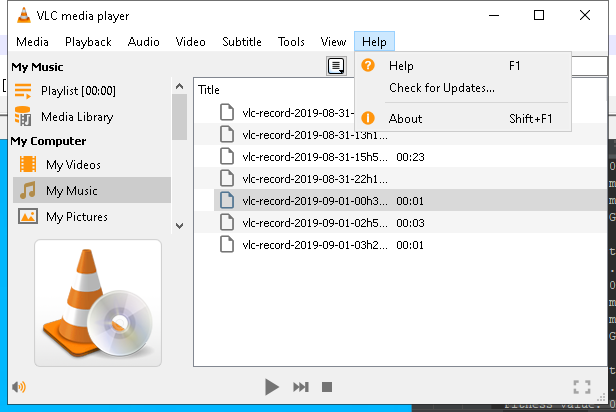 VLC media player
Media Playback Audio Video Subtitle Tools View Help
My Music
Playlist [00:00]
Media Library
My Computer
My Videos
My Music
My Pictures
Help F1
Check for Updates...
About Shift+F1
Title
vlc-record-2019-08-31-
vlc-record-2019-08-31-13h1...
vlc-record-2019-08-31-15h5... 00:23
vlc-record-2019-08-31-22h1...
vlc-record-2019-09-01-00h3... 00:01
vlc-record-2019-09-01-02h5... 00:03
vlc-record-2019-09-01-03h2... 00:01